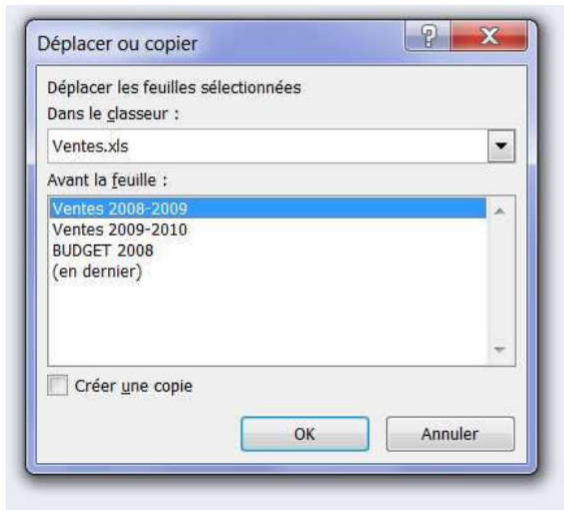 Déplacer ou copier
Déplacer les feuilles sélectionnées
Dans le classeur :
Ventes.xls
Avant la feuille :
Ventes 2008-2009
Ventes 2009-2010
BUDGET 2008
(en dernier)
Créer une copie
OK
Annuler